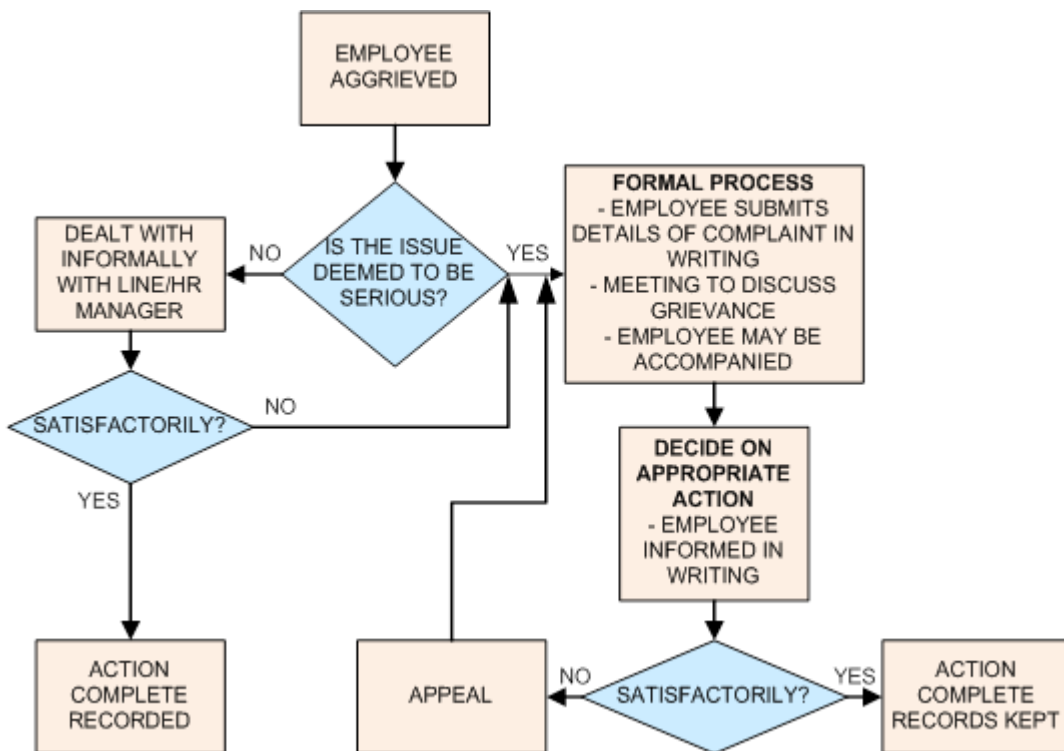 EMPLOYEE
AGGRIEVED
IS THE ISSUE
DEEMED TO BE
SERIOUS?
NO
YES
DEALT WITH
INFORMALLY
WITH LINE/HR
MANAGER
SATISFACTORILY?
NO
YES
ACTION
COMPLETE
RECORDED
FORMAL PROCESS
- EMPLOYEE SUBMITS
DETAILS OF COMPLAINT IN
WRITING
- MEETING TO DISCUSS
GRIEVANCE
- EMPLOYEE MAY BE
ACCOMPANIED
DECIDE ON
APPROPRIATE
ACTION
- EMPLOYEE
INFORMED IN
WRITING
SATISFACTORILY?
NO
YES
APPEAL
ACTION
COMPLETE
RECORDS KEPT